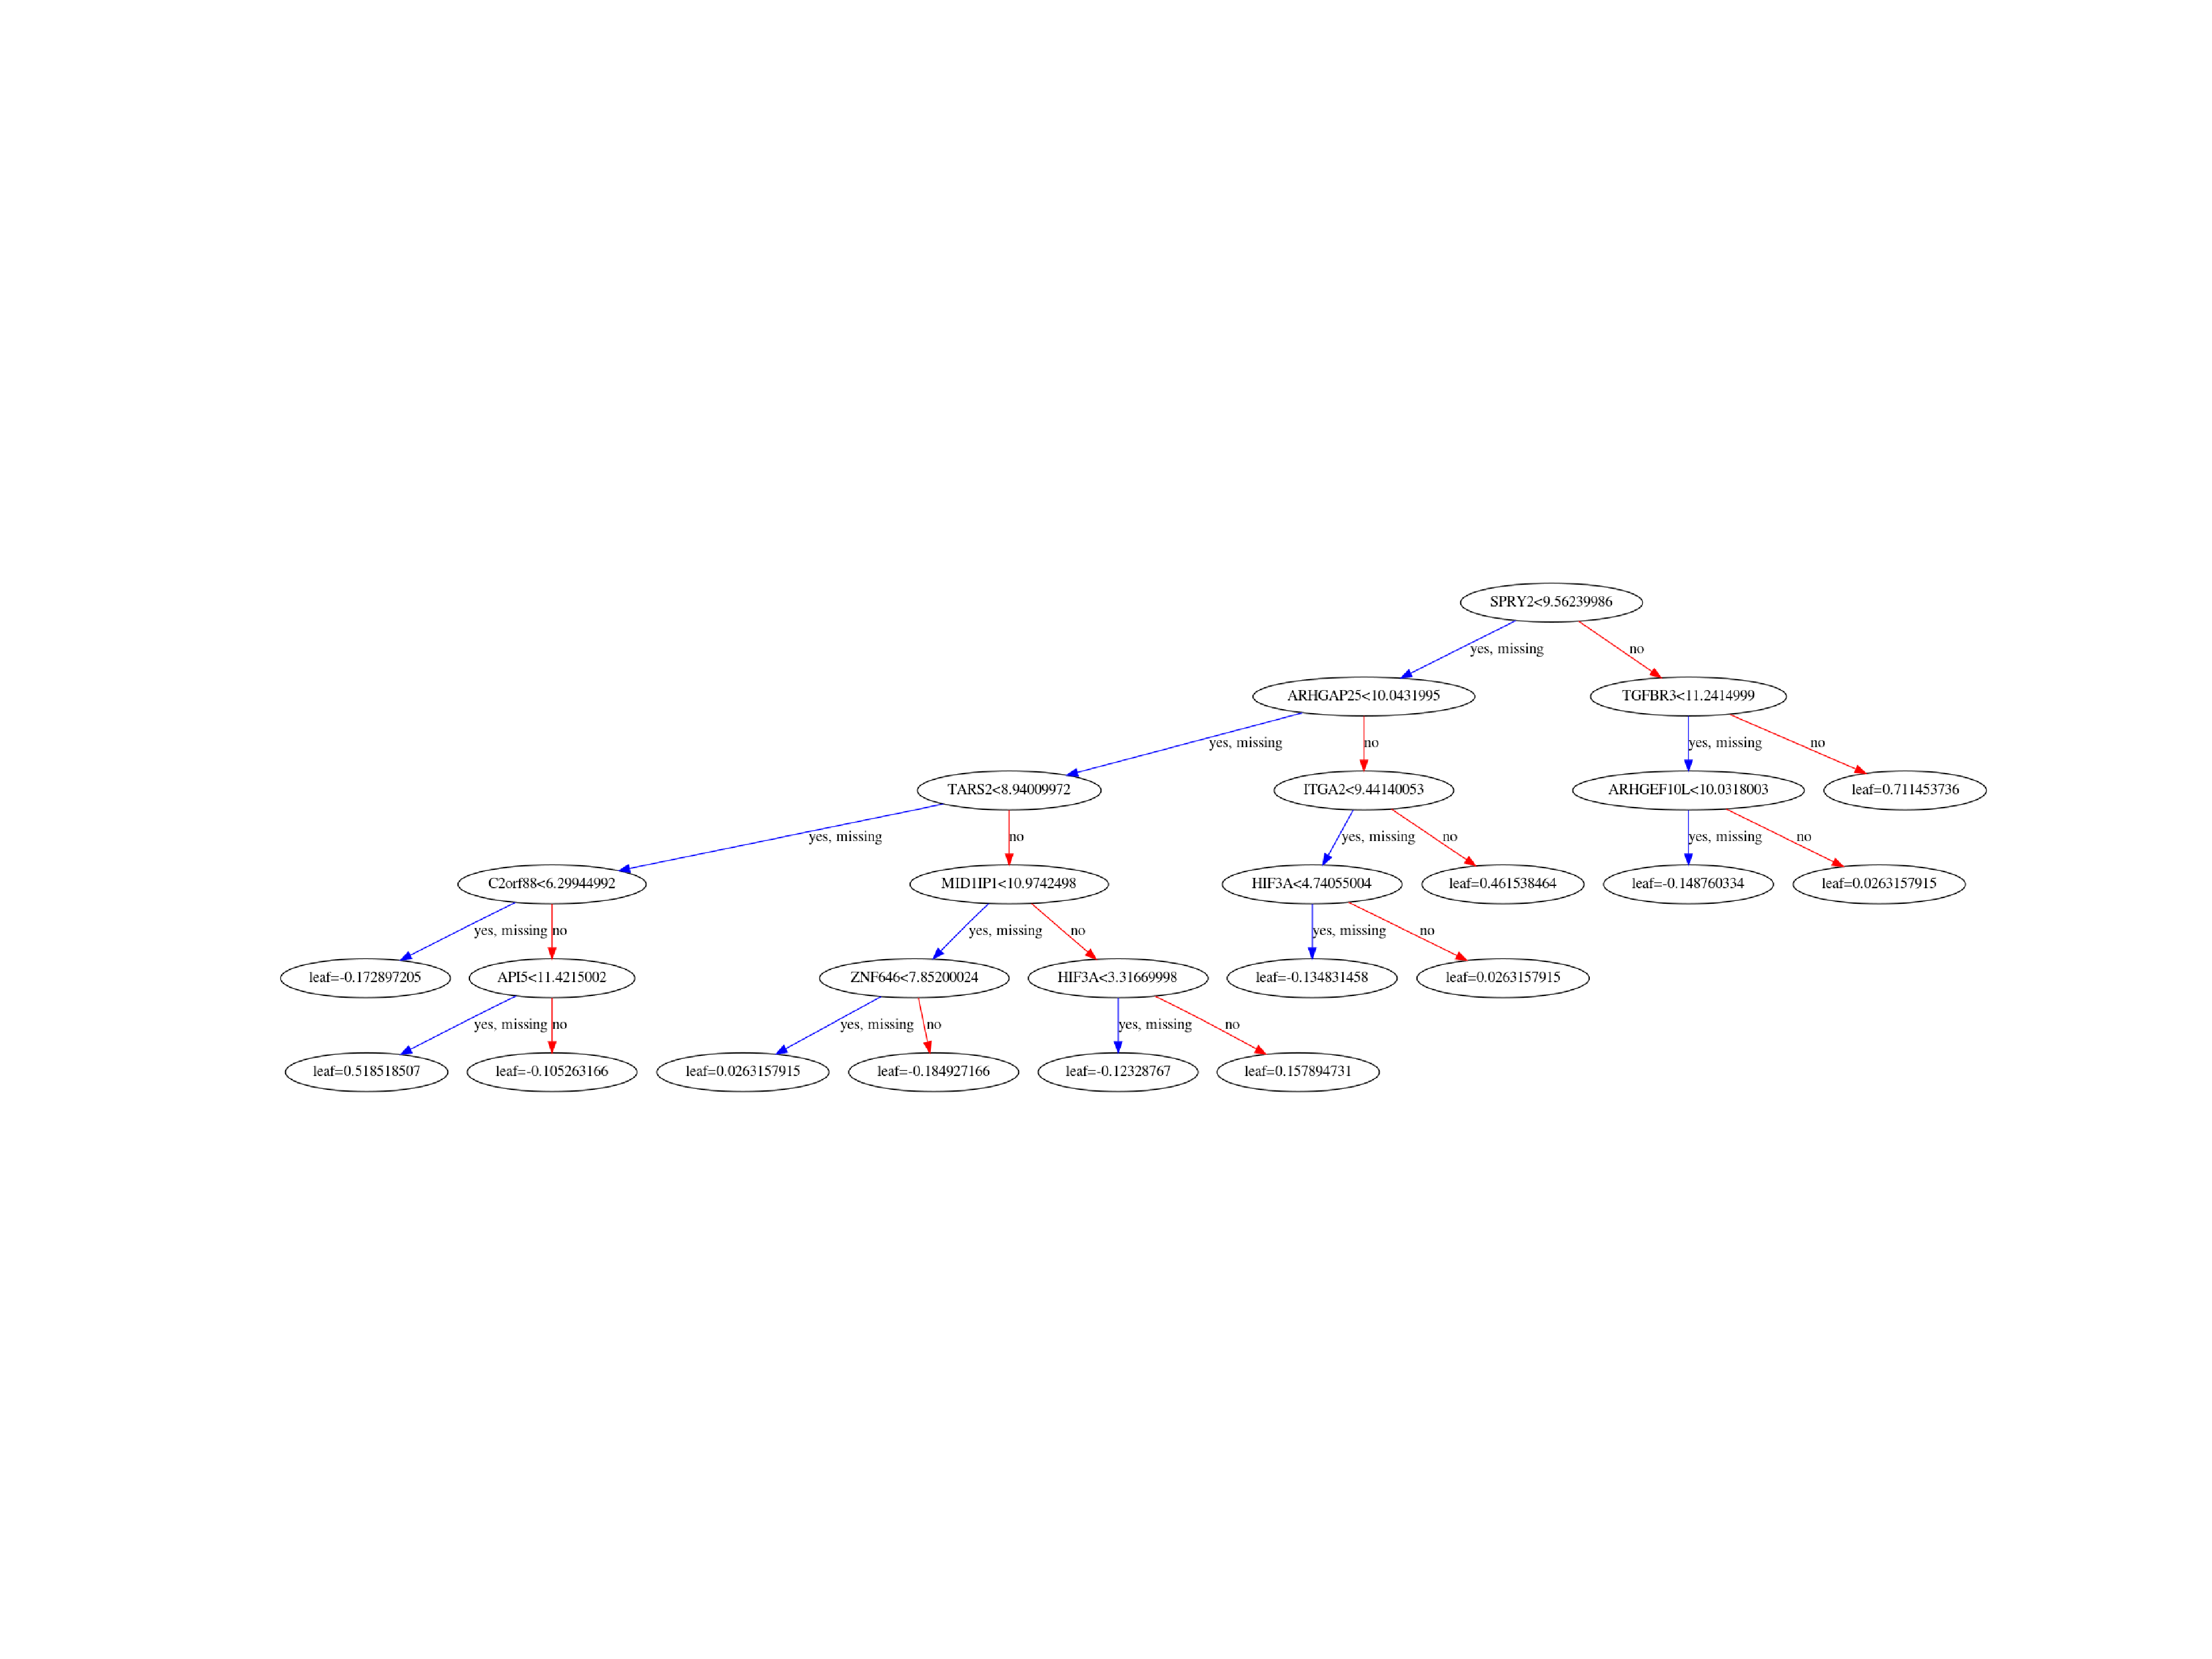 SPRY2<9.56239986
yes, missing
no
ARHGAP25<10.0431995
TGFBR3<11.2414999
yes, missing
no
yes, missing
no
TARS2<8.94009972
ITGA2<9.44140053
ARHGEF10L<10.0318003
leaf=0.711453736
yes, missing
no
yes, missing
no
yes, missing
no
C2orf88<6.29944992
MID1IP1<10.9742498
HIF3A<4.74055004
leaf=0.461538464
leaf=-0.148760334
leaf=0.0263157915
yes, missing
no
yes, missing
no
yes, missing
no
leaf=-0.172897205
API5<11.4215002
ZNF646<7.85200024
HIF3A<3.31669998
leaf=-0.134831458
leaf=0.0263157915
yes, missing
no
yes, missing
no
yes, missing
no
leaf=0.518518507
leaf=-0.105263166
leaf=0.0263157915
leaf=-0.184927166
leaf=-0.12328767
leaf=0.157894731